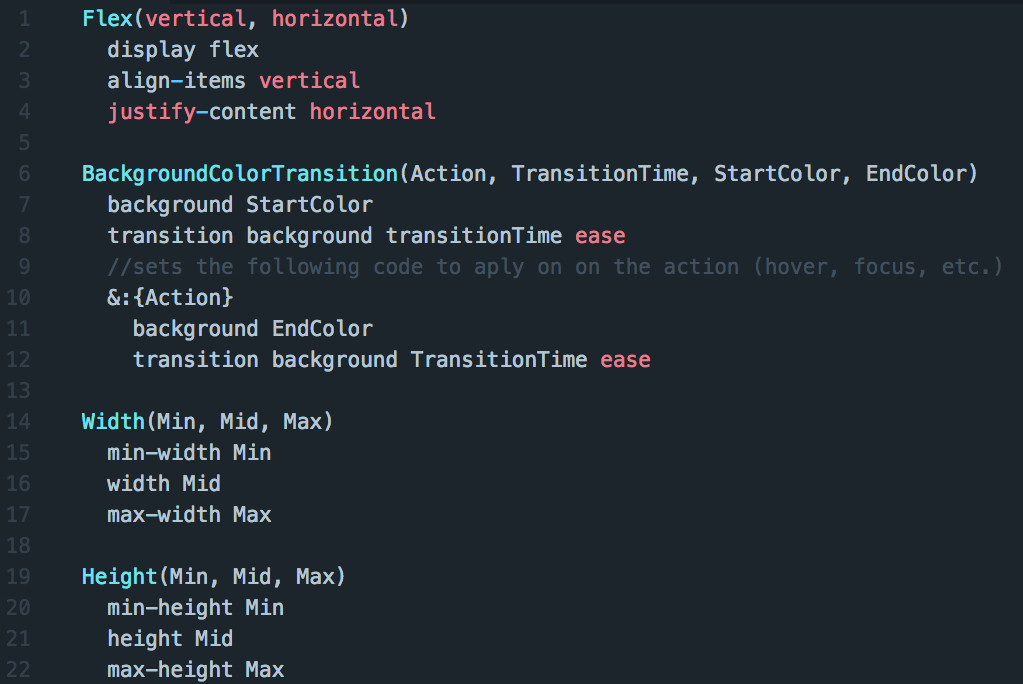 1 Flex(vertical, horizontal)
2 display flex
3 align-items vertical
4 justify-content horizontal
5
6 BackgroundColorTransition(Action, TransitionTime, StartColor, EndColor)
7 background StartColor
8 transition background transitionTime ease
9 //sets the following code to aply on on the action (hover, focus, etc.)
10 &:{Action}
11 background EndColor
12 transition background TransitionTime ease
13
14 Width(Min, Mid, Max)
15 min-width Min
16 width Mid
17 max-width Max
18
19 Height(Min, Mid, Max)
20 min-height Min
21 height Mid
22 max-height Max